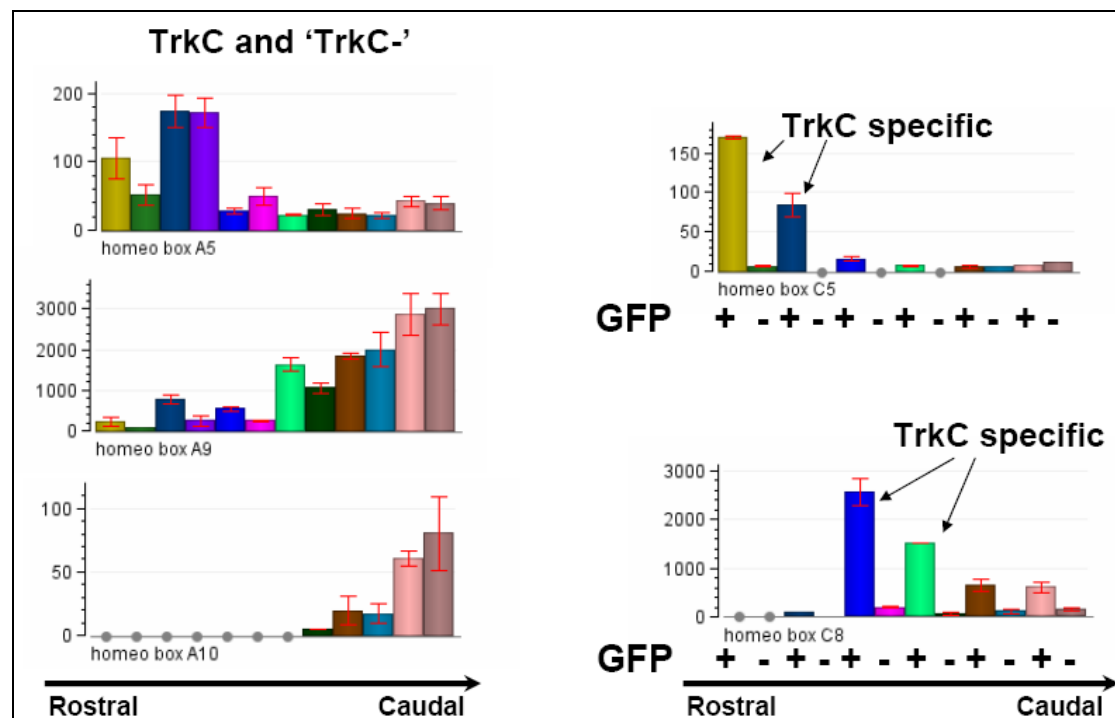 TrkC and ‘TrkC-’
200
100
0
homeo box A5
3000
2000
1000
0
homeo box A9
100
50
0
homeo box A10
Rostral Caudal
TrkC specific
150
100
50
0
homeo box C5
GFP + - + - + - + - + - + -
TrkC specific
3000
2000
1000
0
homeo box C8
GFP + - + - + - + - + - + -
Rostral Caudal